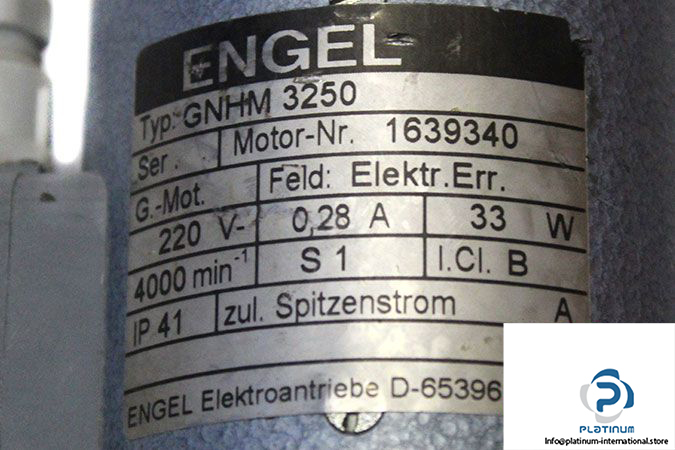 ENGEL
Typ: GNHM 3250
Ser. Motor-Nr. 1639340
G.-Mot. Feld: Elektr.Err.
220 V- 0,28 A 33 W
4000 min-1 S 1 I.Cl. B
IP 41 zul. Spitzenstrom A
ENGEL Elektroantriebe D-65396
PLATINUM
Info@platinum-international.store